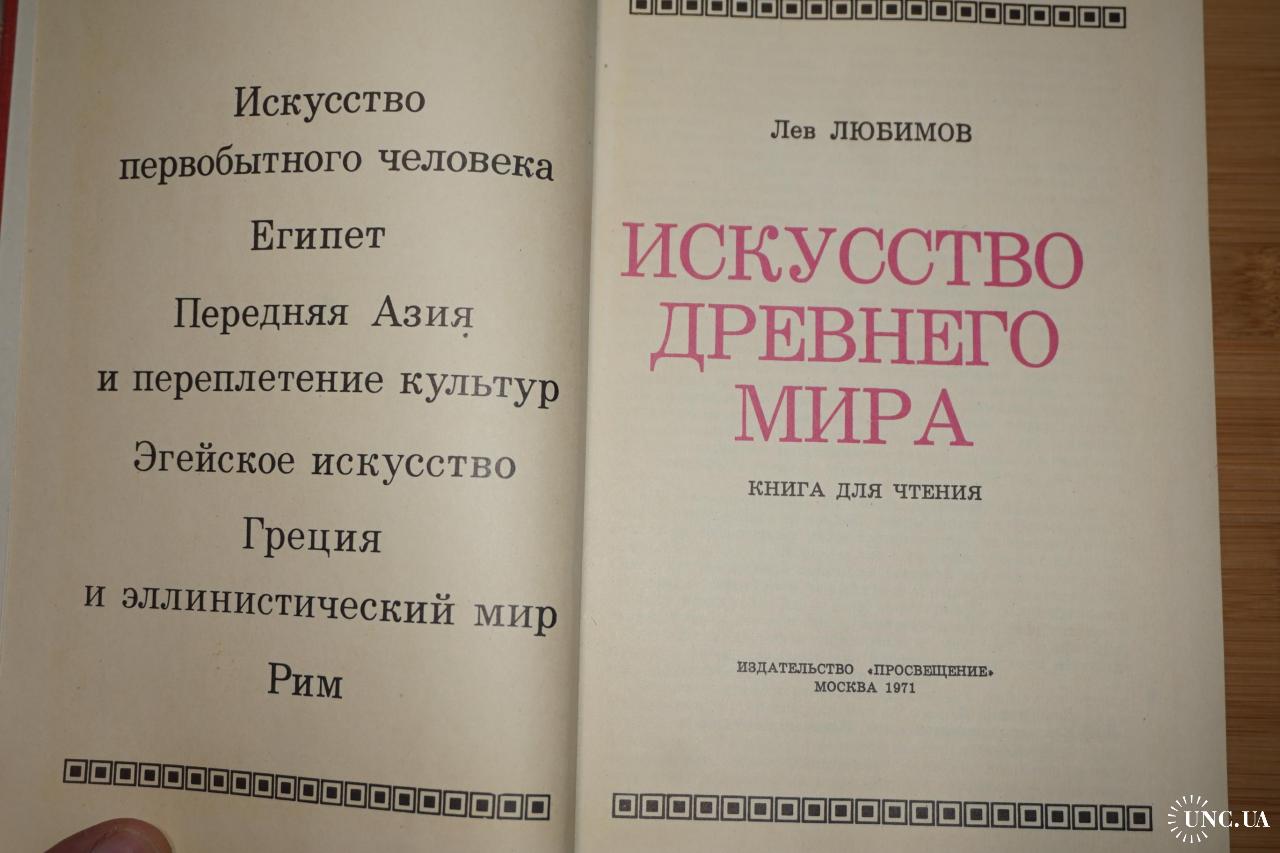 Искусство
первобытного человека
Египет
Передняя Азия
и переплетение культур
Эгейское искусство
Греция
и эллинистический мир
Рим
Лев ЛЮБИМОВ
ИСКУССТВО
ДРЕВНЕГО
МИРА
КНИГА ДЛЯ ЧТЕНИЯ
ИЗДАТЕЛЬСТВО «ПРОСВЕЩЕНИЕ»
МОСКВА 1971
UNC.UA